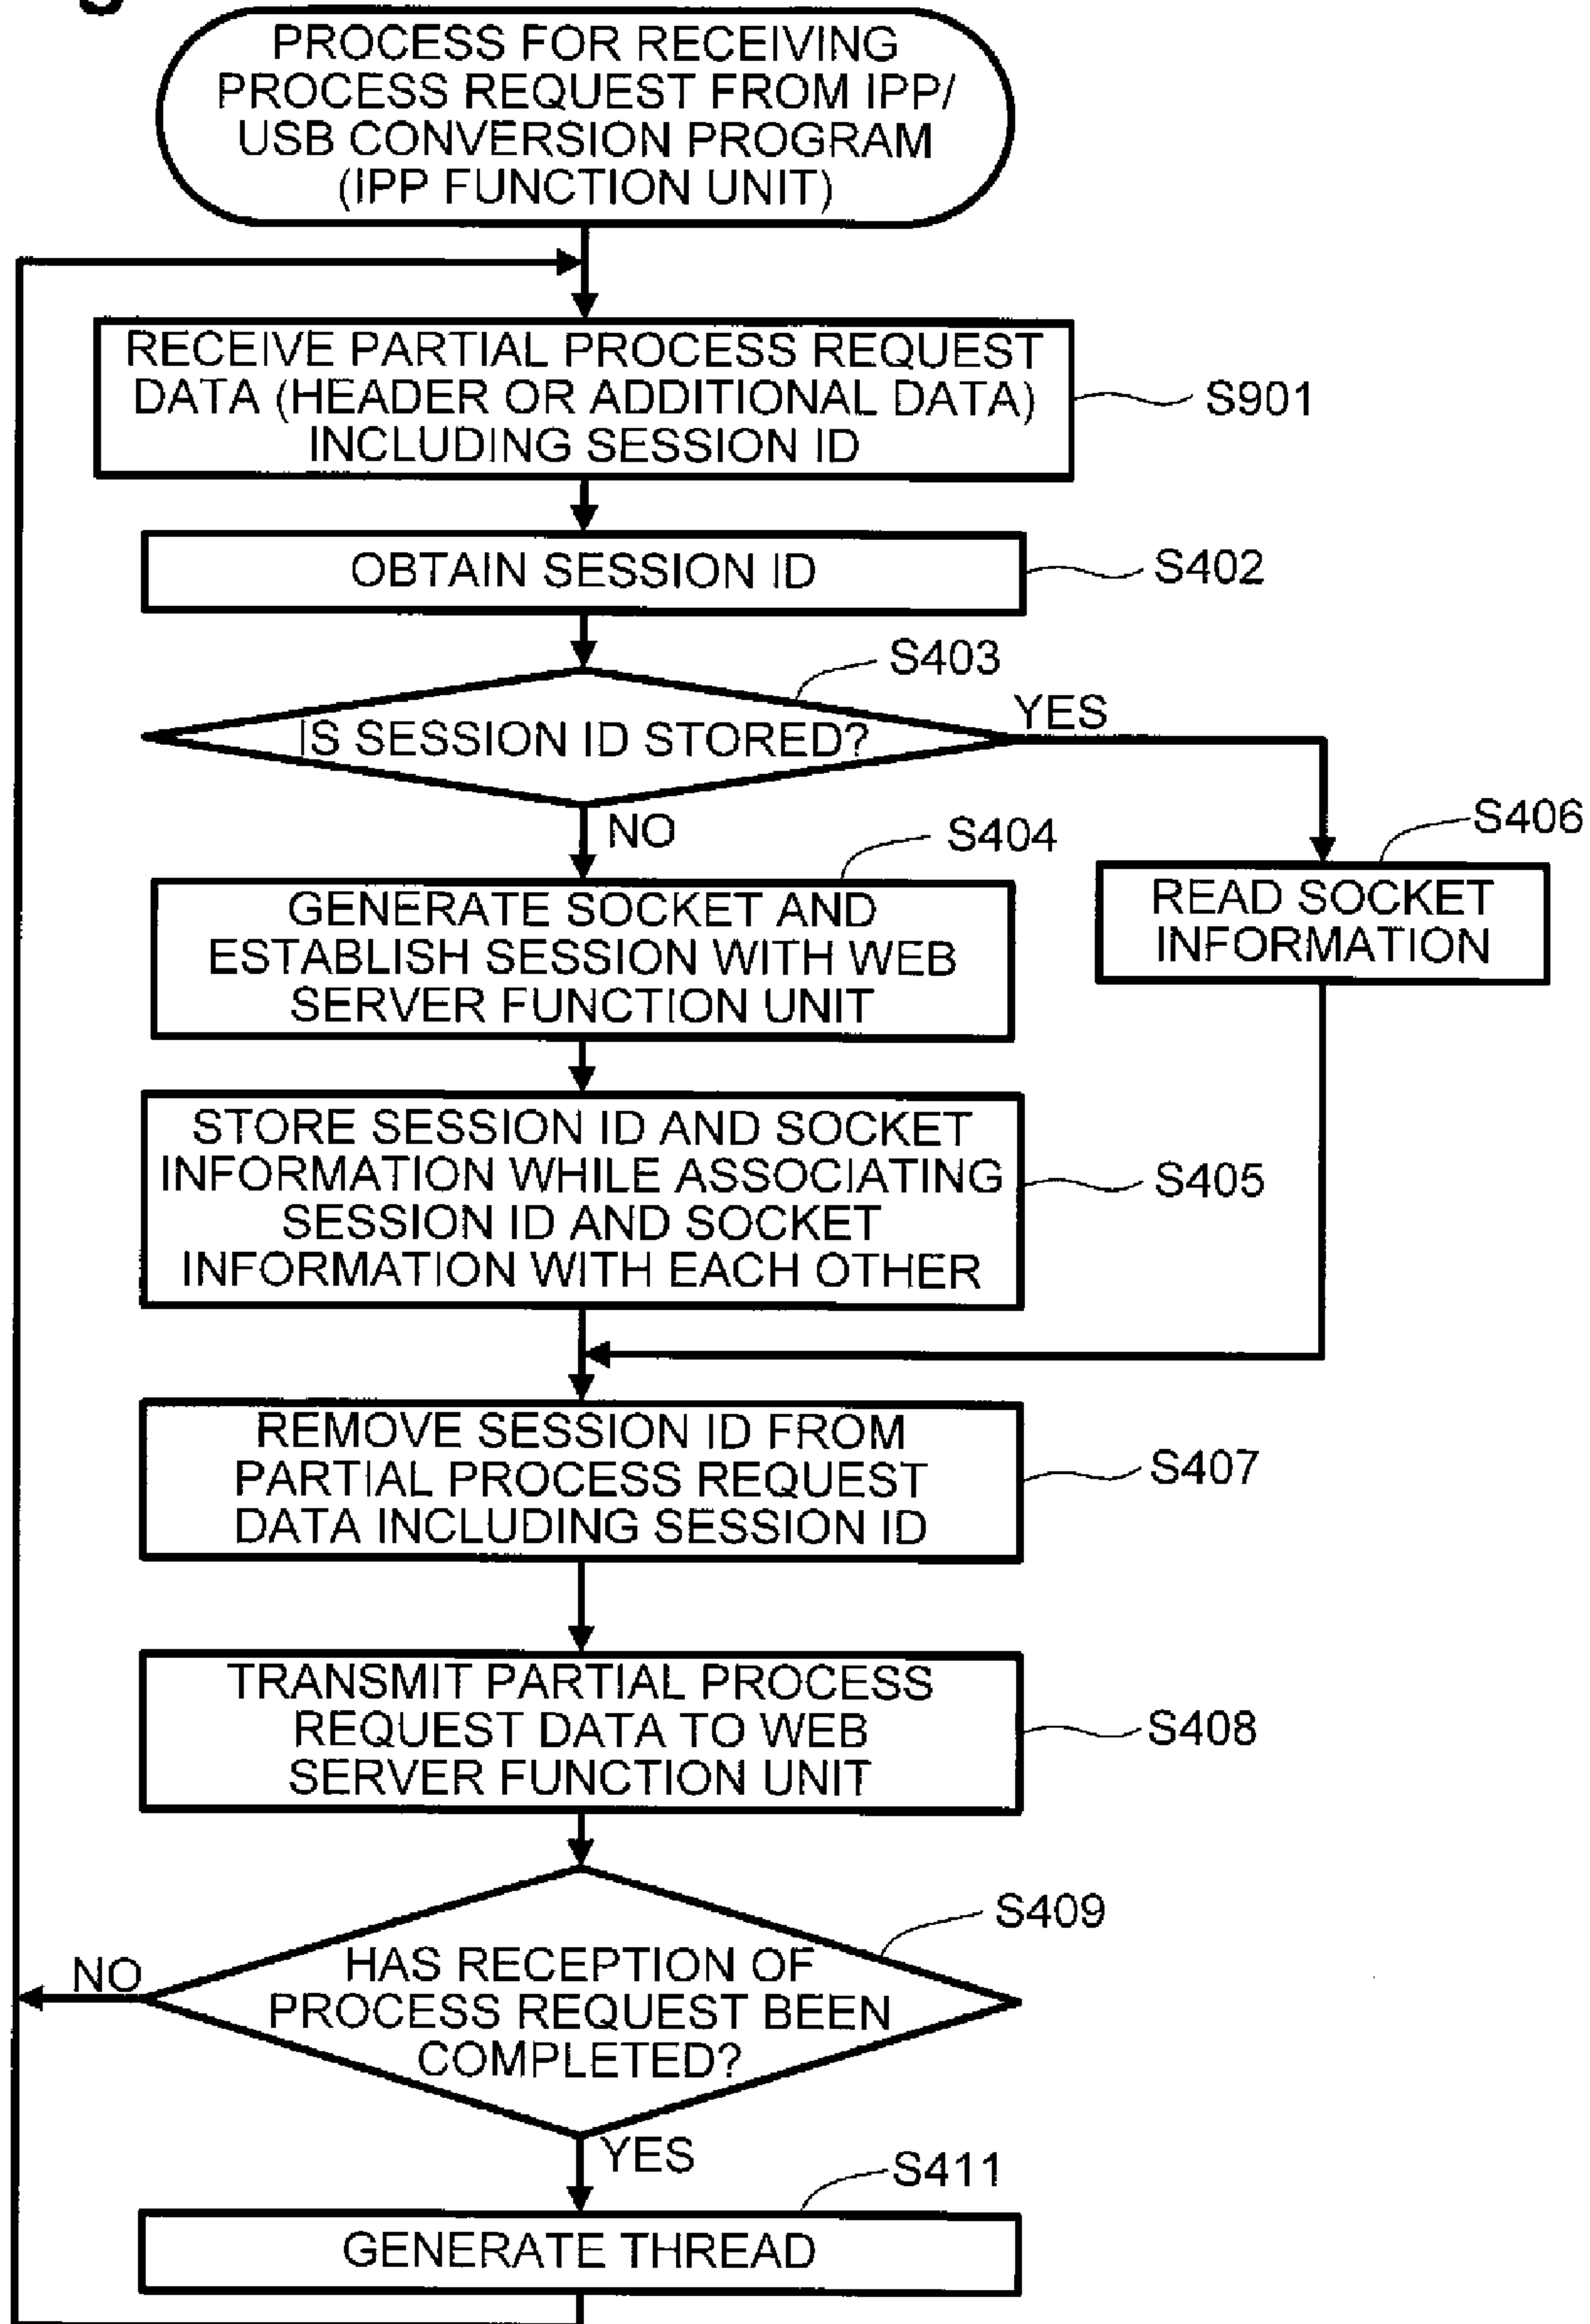 PROCESS FOR RECEIVING
PROCESS REQUEST FROM IPP/
USB CONVERSION PROGRAM
(IPP FUNCTION UNIT)
RECEIVE PARTIAL PROCESS REQUEST
DATA (HEADER OR ADDITIONAL DATA)
INCLUDING SESSION ID
S901
OBTAIN SESSION ID
S402
S403
IS SESSION ID STORED?
YES
NO
S404
S406
GENERATE SOCKET AND
ESTABLISH SESSION WITH WEB
SERVER FUNCTION UNIT
READ SOCKET
INFORMATION
STORE SESSION ID AND SOCKET
INFORMATION WHILE ASSOCIATING
SESSION ID AND SOCKET
INFORMATION WITH EACH OTHER
S405
REMOVE SESSION ID FROM
PARTIAL PROCESS REQUEST
DATA INCLUDING SESSION ID
S407
TRANSMIT PARTIAL PROCESS
REQUEST DATA TO WEB
SERVER FUNCTION UNIT
S408
S409
HAS RECEPTION OF
PROCESS REQUEST BEEN
COMPLETED?
NO
YES
S411
GENERATE THREAD